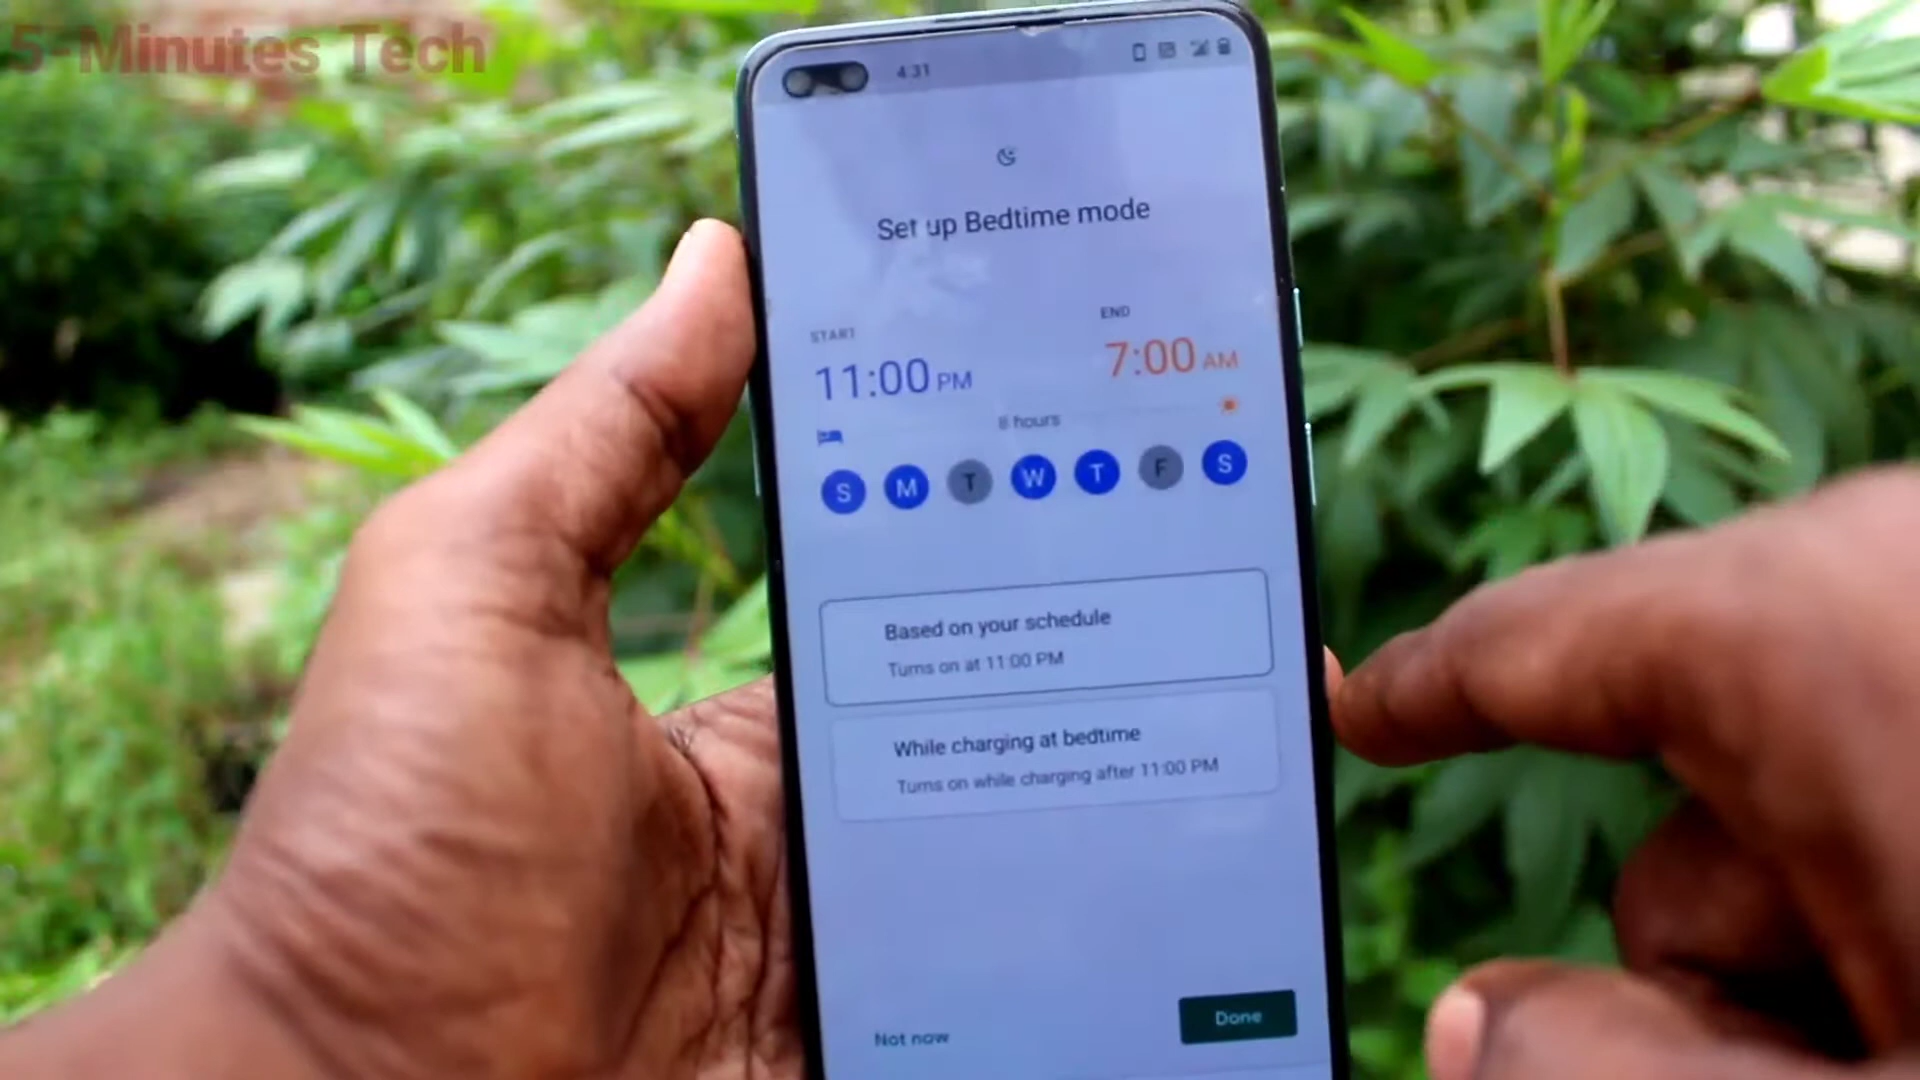 5-Minutes Tech
4:31
Set up Bedtime mode
START
END
11:00 PM
7:00 AM
8 hours
S M T W T F S
Based on your schedule
Turns on at 11:00 PM
While charging at bedtime
Turns on while charging after 11:00 PM
Not now
Done